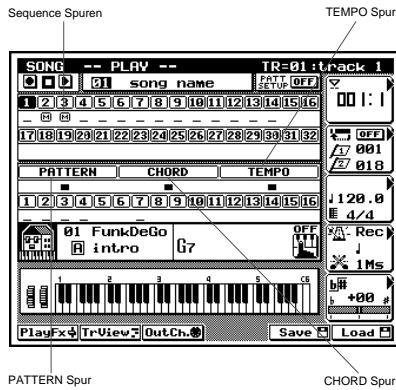 Sequence Spuren TEMPO Spur
SONG -- PLAY -- TR=01:track 1
01 song name PATT SETUP OFF
1 2 3 4 5 6 7 8 9 10 11 12 13 14 15 16
M M
17 18 19 20 21 22 23 24 25 26 27 28 29 30 31 32
PATTERN CHORD TEMPO
1 2 3 4 5 6 7 8 9 10 11 12 13 14 15 16
01 FunkDeGo
A intro G7 OFF
1 2 3 4 5 C6
001:1
OFF
/1/ 001
/2/ 018
♩120.0
4/4
Rec
♩
1Ms
b#
b +00 #
PlayFx TrView OutCh. Save Load
PATTERN Spur CHORD Spur